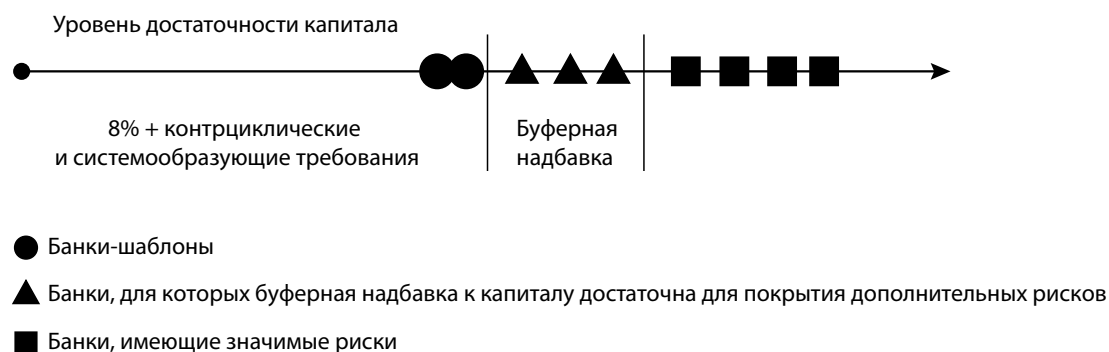 Уровень достаточности капитала
8% + контрциклические
и системообразующие требования
Буферная
надбавка
Банки-шаблоны
Банки, для которых буферная надбавка к капиталу достаточна для покрытия дополнительных рисков
Банки, имеющие значимые риски